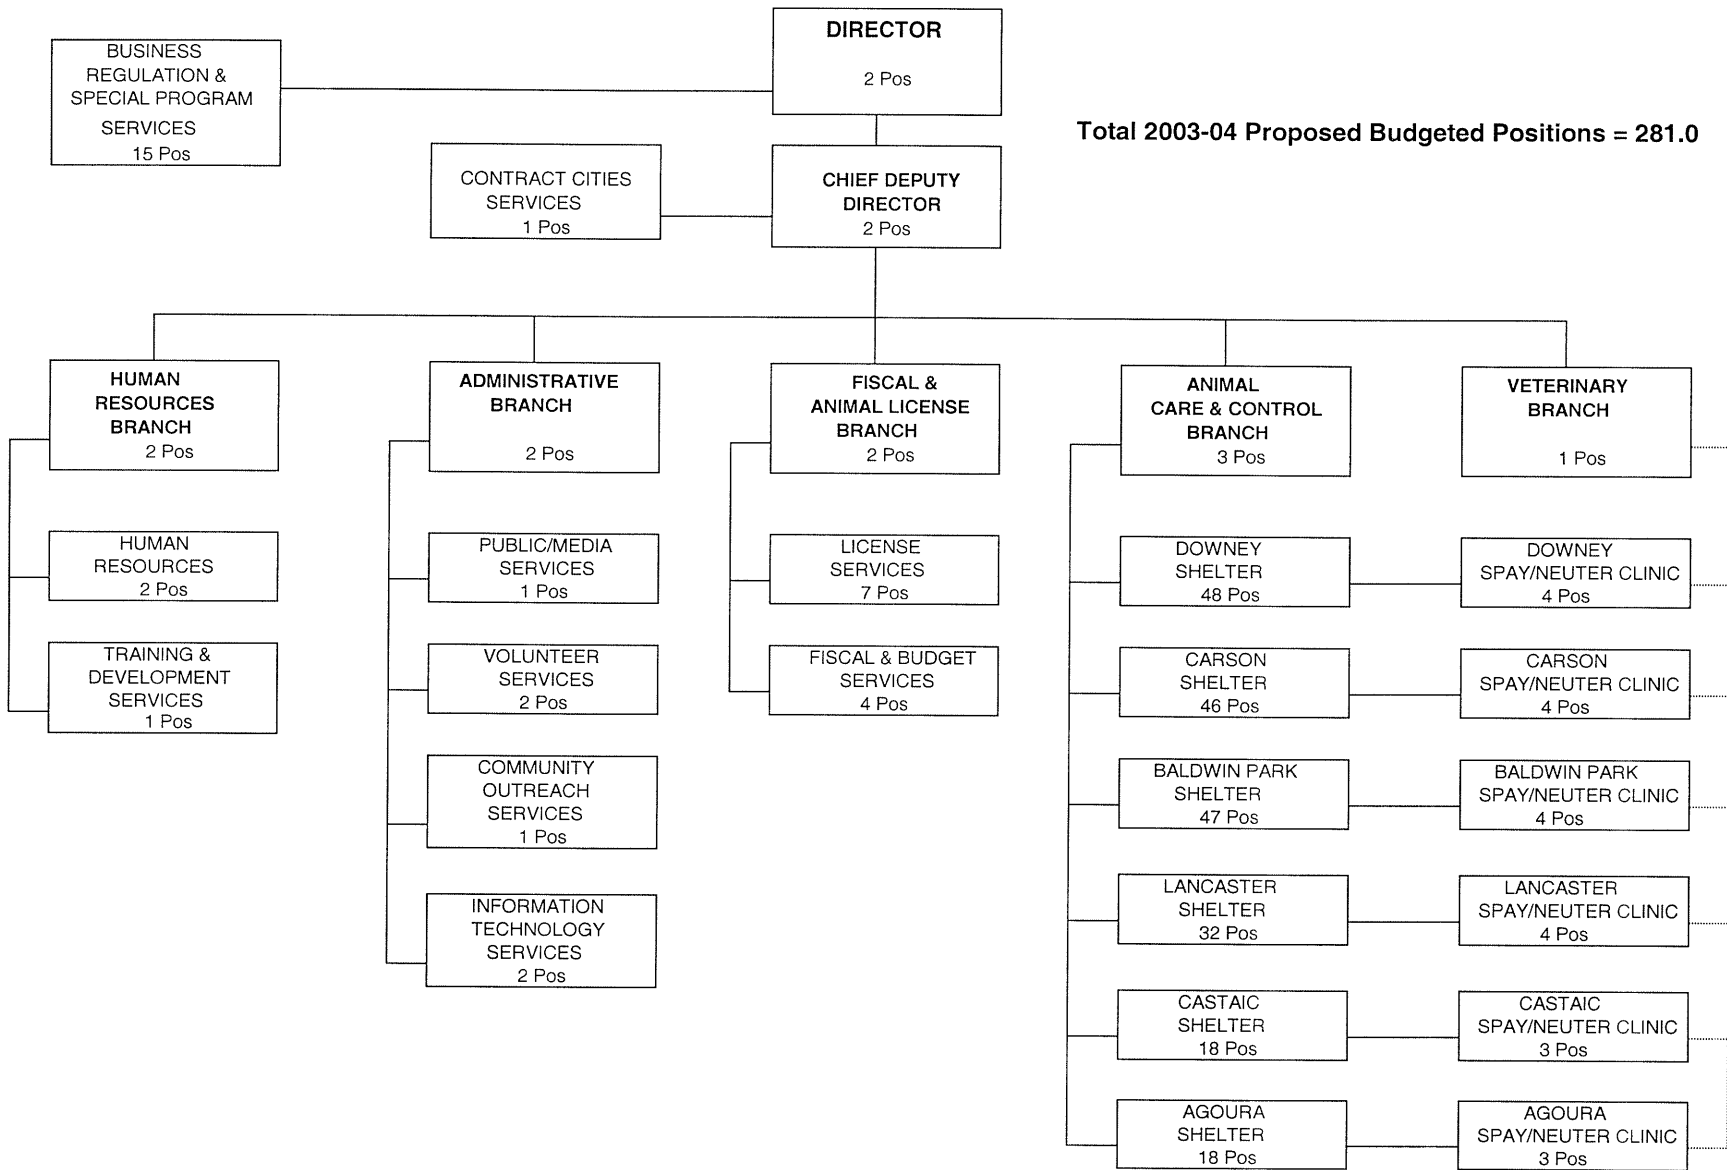 DIRECTOR
2 Pos
BUSINESS
REGULATION &
SPECIAL PROGRAM
SERVICES
15 Pos
Total 2003-04 Proposed Budgeted Positions = 281.0
CONTRACT CITIES
SERVICES
1 Pos
CHIEF DEPUTY
DIRECTOR
2 Pos
HUMAN
RESOURCES
BRANCH
2 Pos
HUMAN
RESOURCES
2 Pos
TRAINING &
DEVELOPMENT
SERVICES
1 Pos
ADMINISTRATIVE
BRANCH
2 Pos
PUBLIC/MEDIA
SERVICES
1 Pos
VOLUNTEER
SERVICES
2 Pos
COMMUNITY
OUTREACH
SERVICES
1 Pos
INFORMATION
TECHNOLOGY
SERVICES
2 Pos
FISCAL &
ANIMAL LICENSE
BRANCH
2 Pos
LICENSE
SERVICES
7 Pos
FISCAL & BUDGET
SERVICES
4 Pos
ANIMAL
CARE & CONTROL
BRANCH
3 Pos
DOWNEY
SHELTER
48 Pos
CARSON
SHELTER
46 Pos
BALDWIN PARK
SHELTER
47 Pos
LANCASTER
SHELTER
32 Pos
CASTAIC
SHELTER
18 Pos
AGOURA
SHELTER
18 Pos
VETERINARY
BRANCH
1 Pos
DOWNEY
SPAY/NEUTER CLINIC
4 Pos
CARSON
SPAY/NEUTER CLINIC
4 Pos
BALDWIN PARK
SPAY/NEUTER CLINIC
4 Pos
LANCASTER
SPAY/NEUTER CLINIC
4 Pos
CASTAIC
SPAY/NEUTER CLINIC
3 Pos
AGOURA
SPAY/NEUTER CLINIC
3 Pos